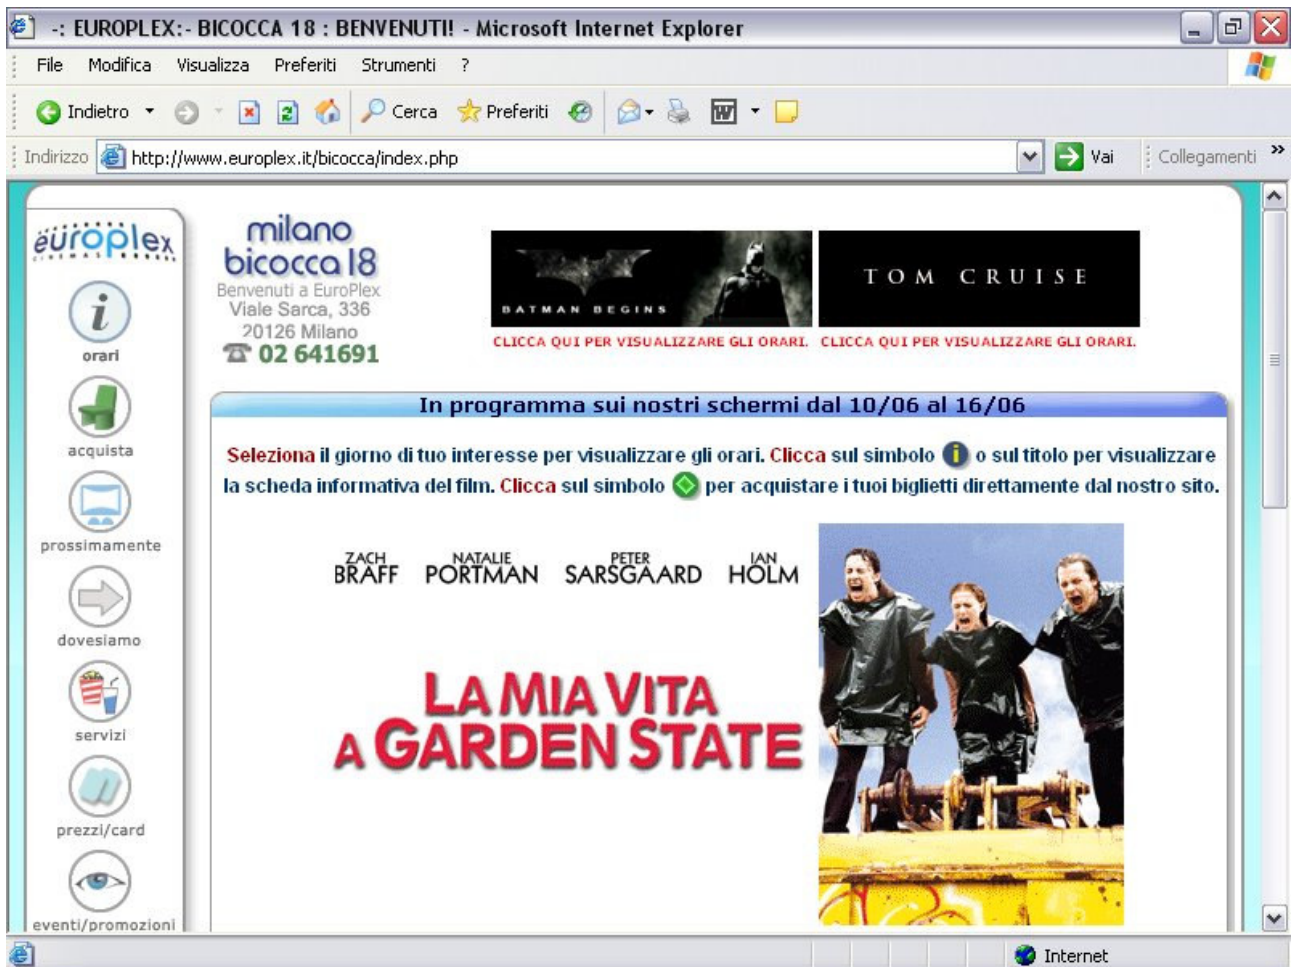 -: EUROPLEX:- BICOCCA 18 : BENVENUTI! - Microsoft Internet Explorer
File Modifica Visualizza Preferiti Strumenti ?
Indietro Cerca Preferiti
Indirizzo http://www.europlex.it/bicocca/index.php Vai Collegamenti »
europlex
CINEMAS
orari
acquista
prossimamente
dovesiamo
servizi
prezzi/card
eventi/promozioni
milano
bicocca 18
Benvenuti a EuroPlex
Viale Sarca, 336
20126 Milano
02 641691
BATMAN BEGINS
CLICCA QUI PER VISUALIZZARE GLI ORARI.
TOM CRUISE
CLICCA QUI PER VISUALIZZARE GLI ORARI.
In programma sui nostri schermi dal 10/06 al 16/06
Seleziona il giorno di tuo interesse per visualizzare gli orari. Clicca sul simbolo i o sul titolo per visualizzare
la scheda informativa del film. Clicca sul simbolo per acquistare i tuoi biglietti direttamente dal nostro sito.
ZACH BRAFF NATALIE PORTMAN PETER SARSGAARD IAN HOLM
LA MIA VITA
A GARDEN STATE
Internet